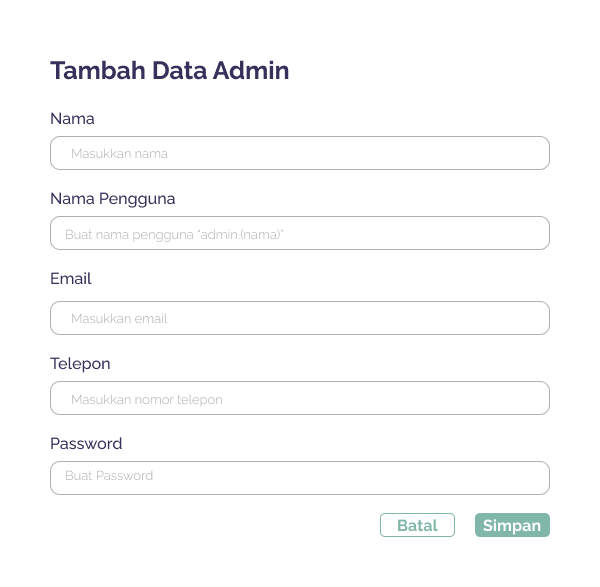 Tambah Data Admin
Nama
Masukkan nama
Nama Pengguna
Buat nama pengguna "admin.(nama)"
Email
Masukkan email
Telepon
Masukkan nomor telepon
Password
Buat Password
Batal
Simpan